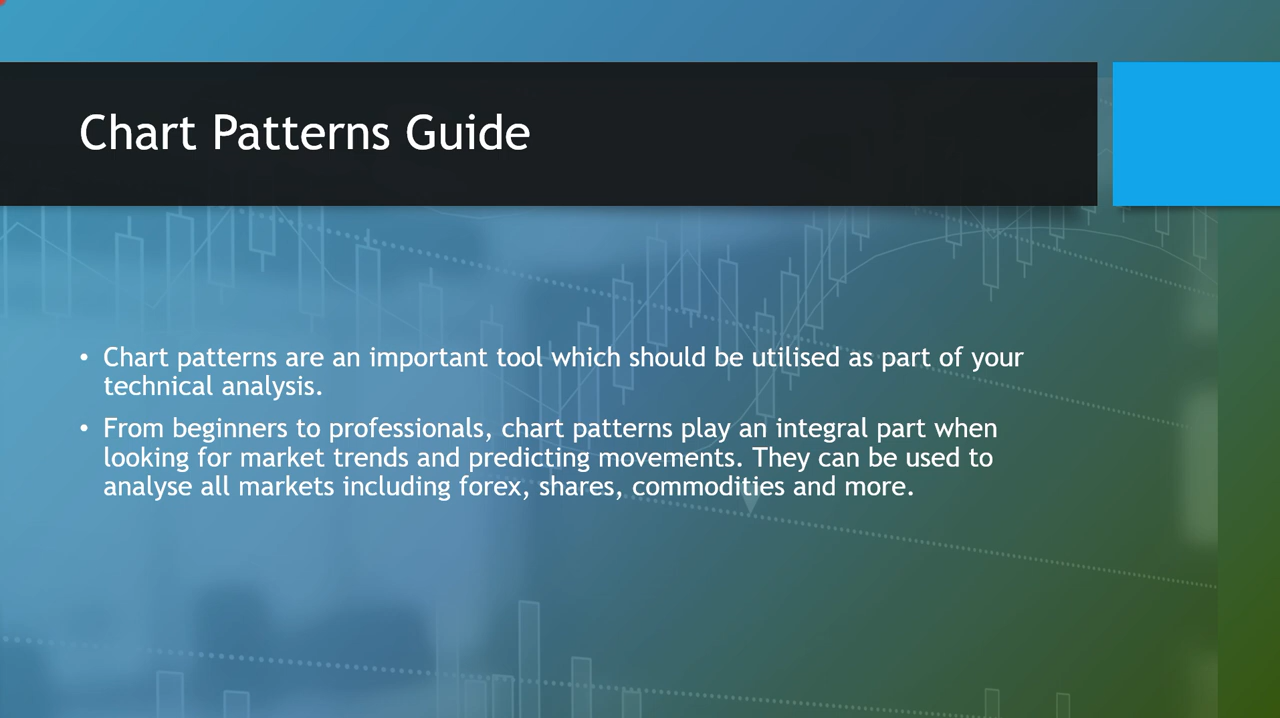 Chart Patterns Guide
• Chart patterns are an important tool which should be utilised as part of your
technical analysis.
• From beginners to professionals, chart patterns play an integral part when
looking for market trends and predicting movements. They can be used to
analyse all markets including forex, shares, commodities and more.